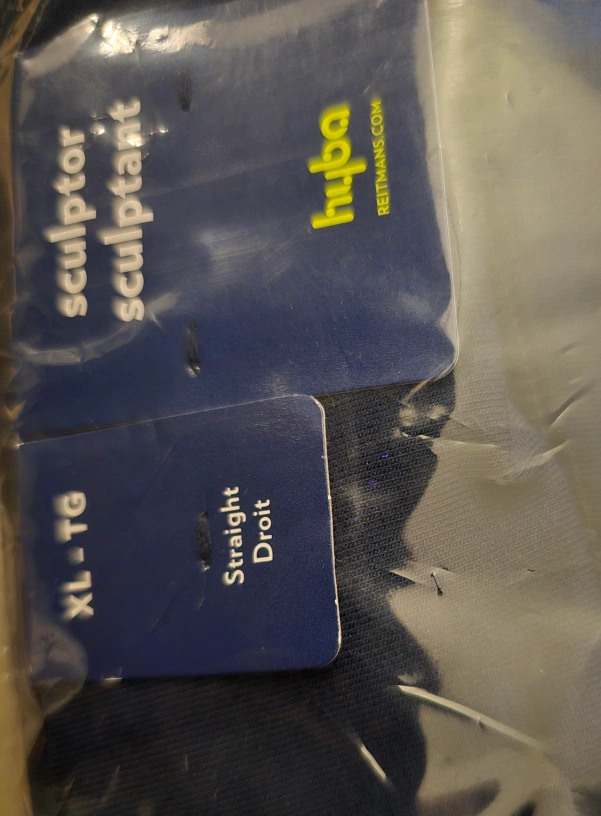 sculptor
sculptant
hyba
REITMANS.COM
XL - TG
Straight
Droit